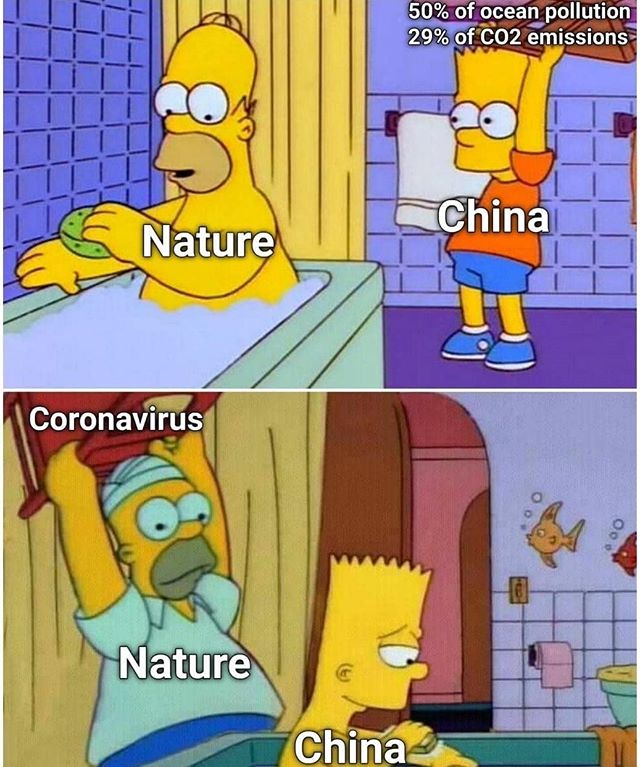 50% of ocean pollution
29% of CO2 emissions
Nature
China
Coronavirus
Nature
China